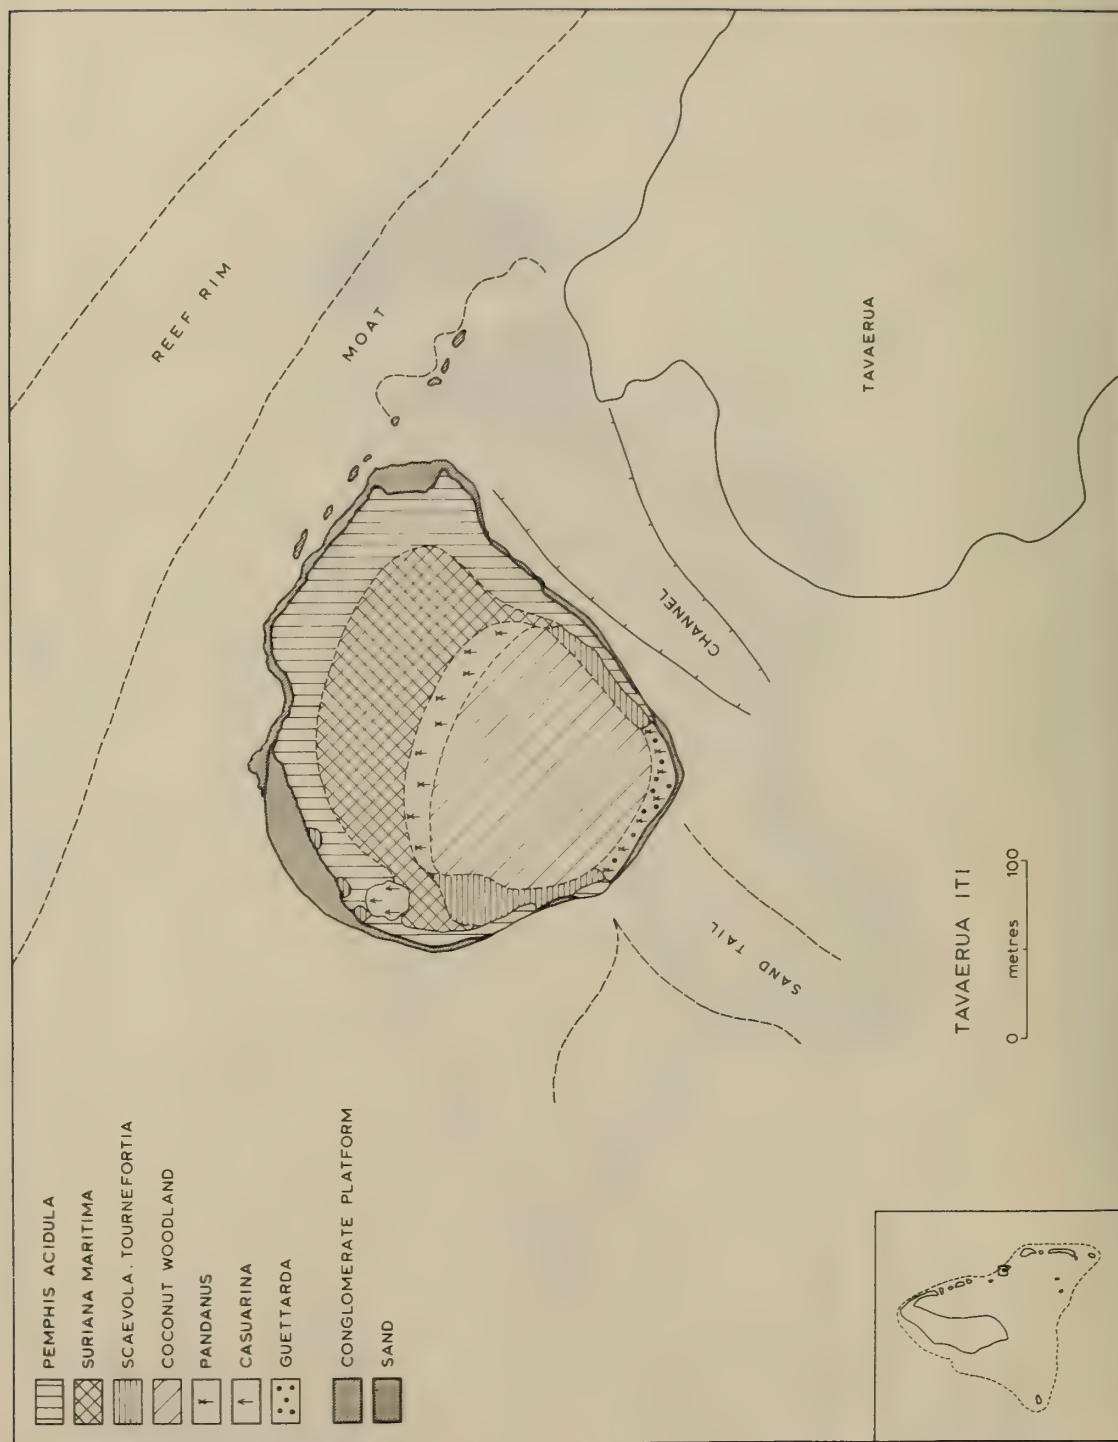 PEMPHIS ACIDULA
SURIANA MARITIMA
SCAEVOLA. TOURNEFORTIA
COCONUT WOODLAND
PANDANUS
CASUARINA
GUETTARDA
CONGLOMERATE PLATFORM
SAND
REEF RIM
MOAT
CHANNEL
TAVAERUA
SAND TAIL
TAVAERUA ITI
0 metres 100